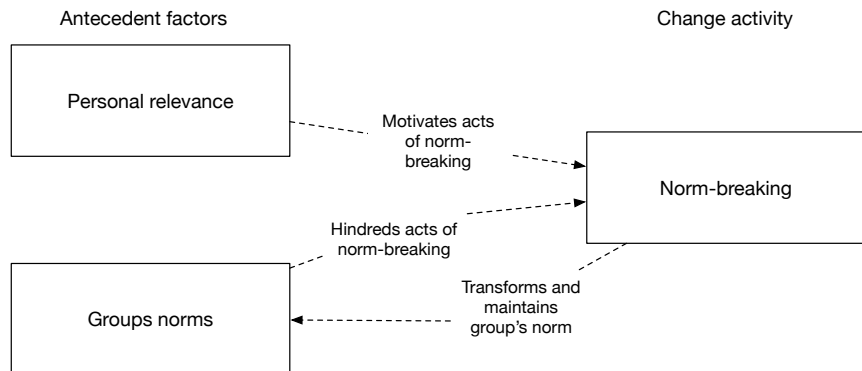 Antecedent factors
Change activity
Personal relevance
Motivates acts
of norm-
breaking
Norm-breaking
Hindreds acts of
norm-breaking
Transforms and
maintains
group's norm
Groups norms